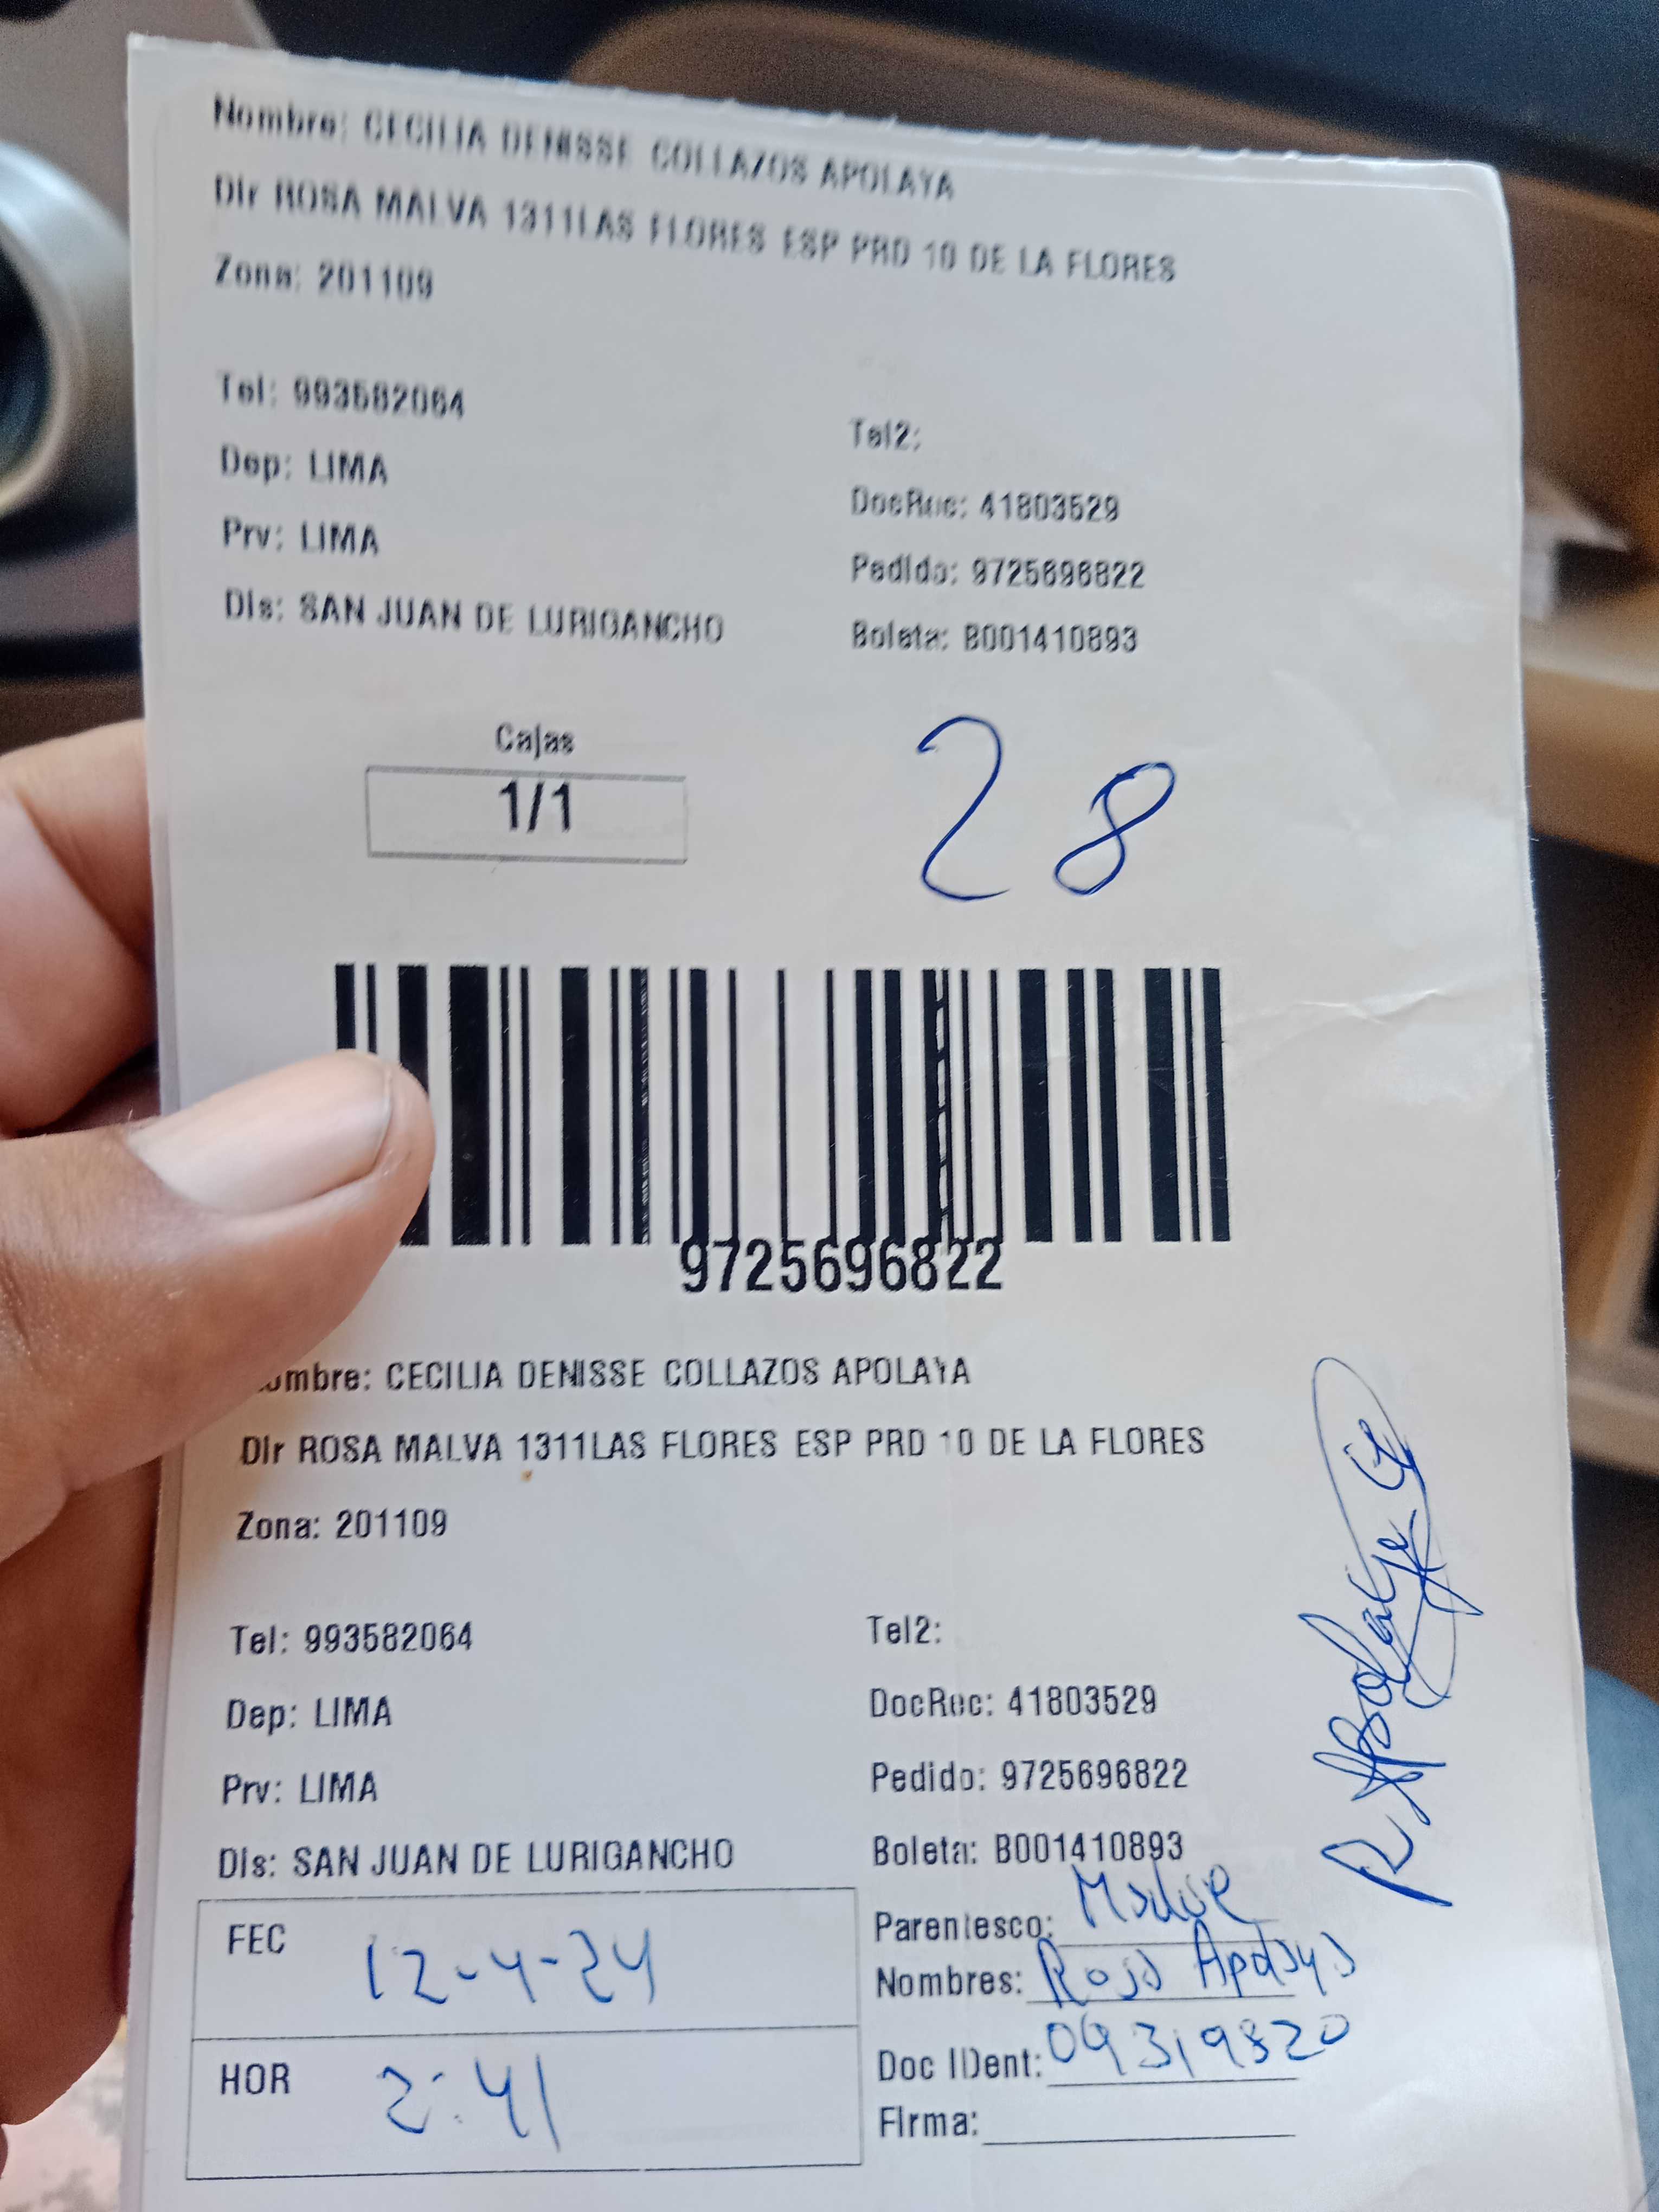 Nombre: CECILIA DENISSE COLLAZOS APOLAYA
Dir ROSA MALVA 1311LAS FLORES ESP PRD 10 DE LA FLORES
Zona: 201109
Tel: 993582064
Tel2:
Dep: LIMA
DocRec: 41803529
Prv: LIMA
Pedido: 9725696822
Dis: SAN JUAN DE LURIGANCHO
Boleta: B001410893
Cajas
1/1
28
9725696822
ombre: CECILIA DENISSE COLLAZOS APOLAYA
Dir ROSA MALVA 1311LAS FLORES ESP PRD 10 DE LA FLORES
Zona: 201109
Tel: 993582064
Tel2:
Dep: LIMA
DocRec: 41803529
Prv: LIMA
Pedido: 9725696822
Dis: SAN JUAN DE LURIGANCHO
Boleta: B001410893
FEC 12-4-24
Parentesco: Madre
Nombres: Rosa Apolaya
HOR 2:41
Doc IDent: 09319820
Firma:
R. Apolaya